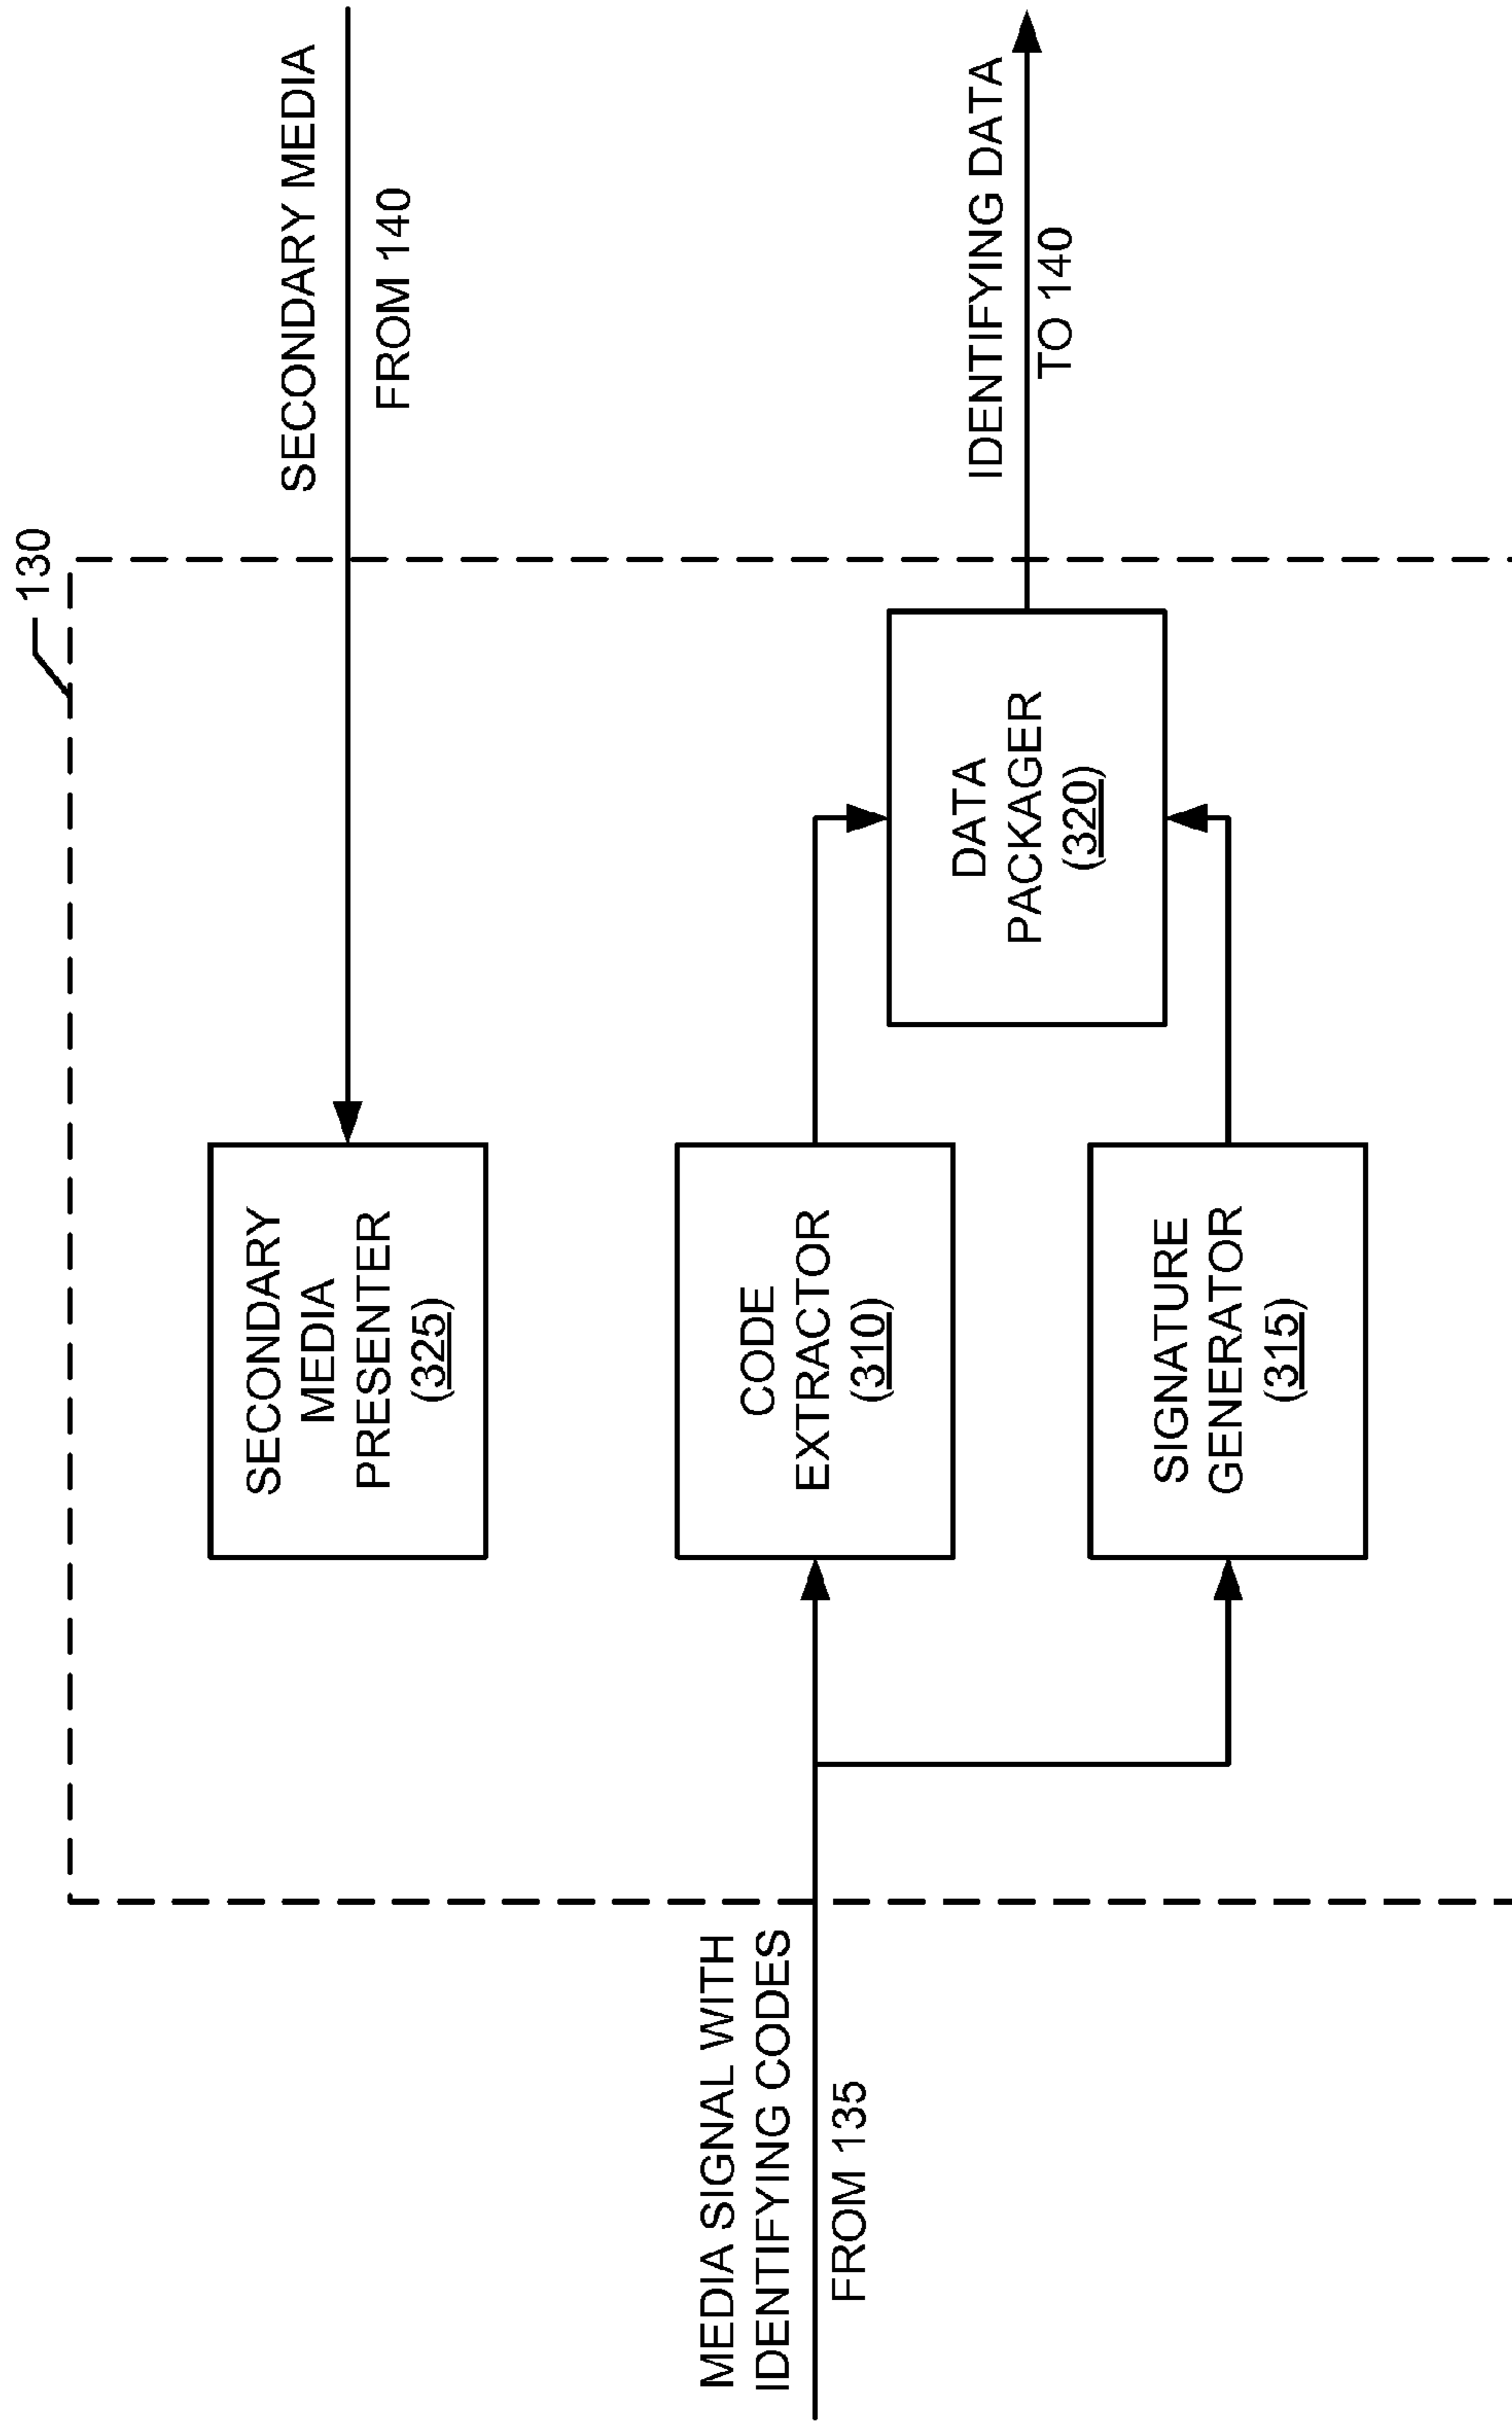 130
SECONDARY MEDIA
FROM 140
SECONDARY
MEDIA
PRESENTER
(325)
MEDIA SIGNAL WITH
IDENTIFYING CODES
FROM 135
CODE
EXTRACTOR
(310)
DATA
PACKAGER
(320)
IDENTIFYING DATA
TO 140
SIGNATURE
GENERATOR
(315)